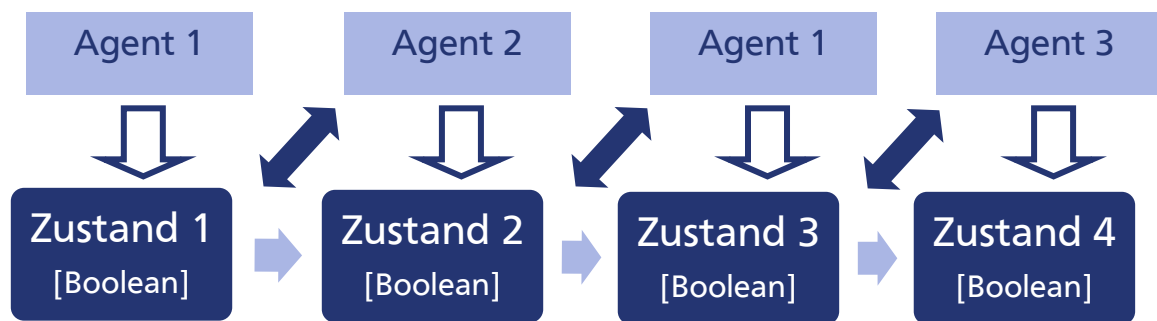 Agent 1
Agent 2
Agent 1
Agent 3
Zustand 1
[Boolean]
Zustand 2
[Boolean]
Zustand 3
[Boolean]
Zustand 4
[Boolean]